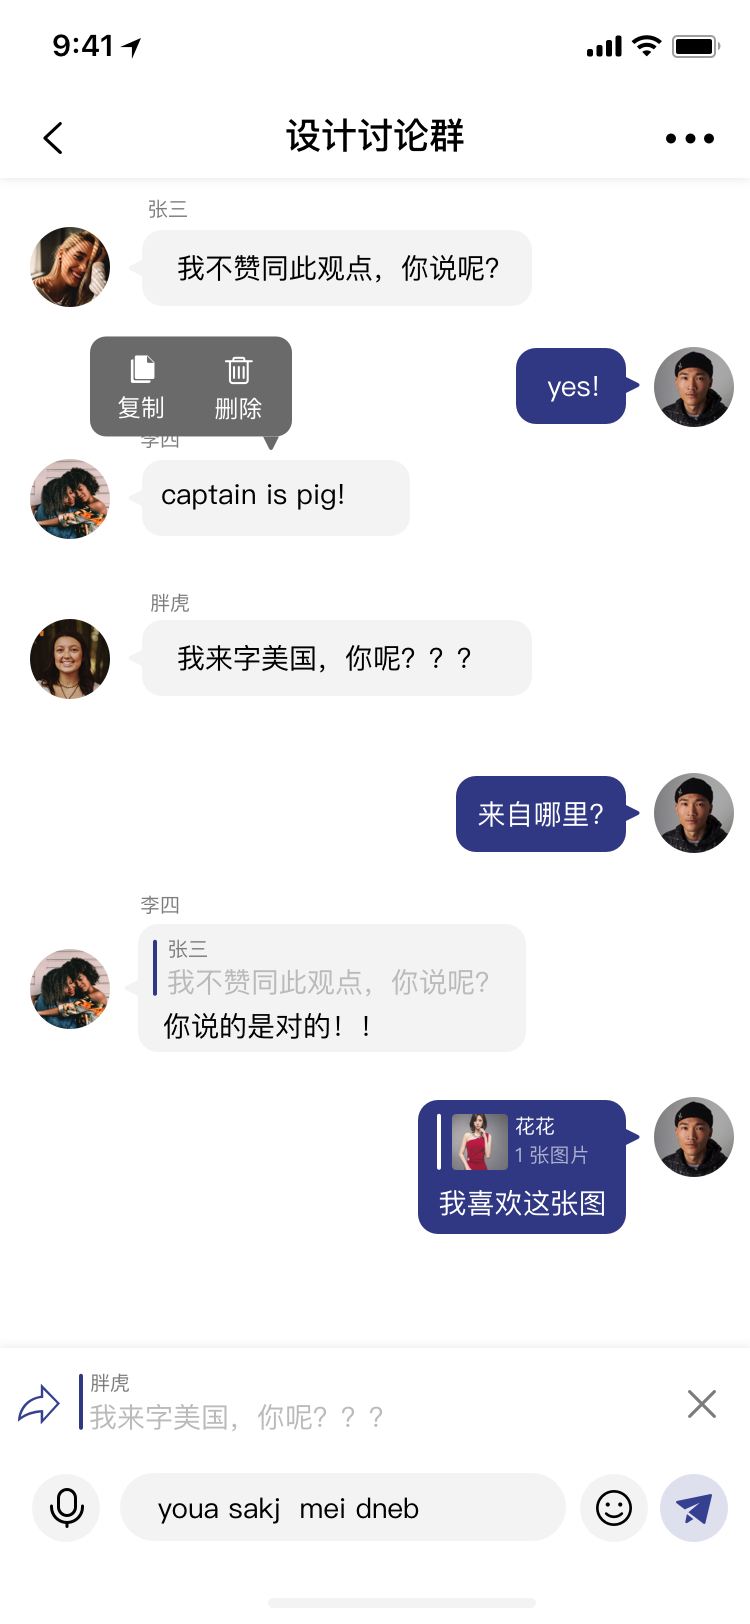 9:41
设计讨论群
张三
我不赞同此观点，你说呢？
复制 删除
yes!
李四
captain is pig!
胖虎
我来字美国，你呢？？？
来自哪里?
李四
张三
我不赞同此观点，你说呢？
你说的是对的！！
花花
1 张图片
我喜欢这张图
胖虎
我来字美国，你呢？？？
youa sakj  mei dneb